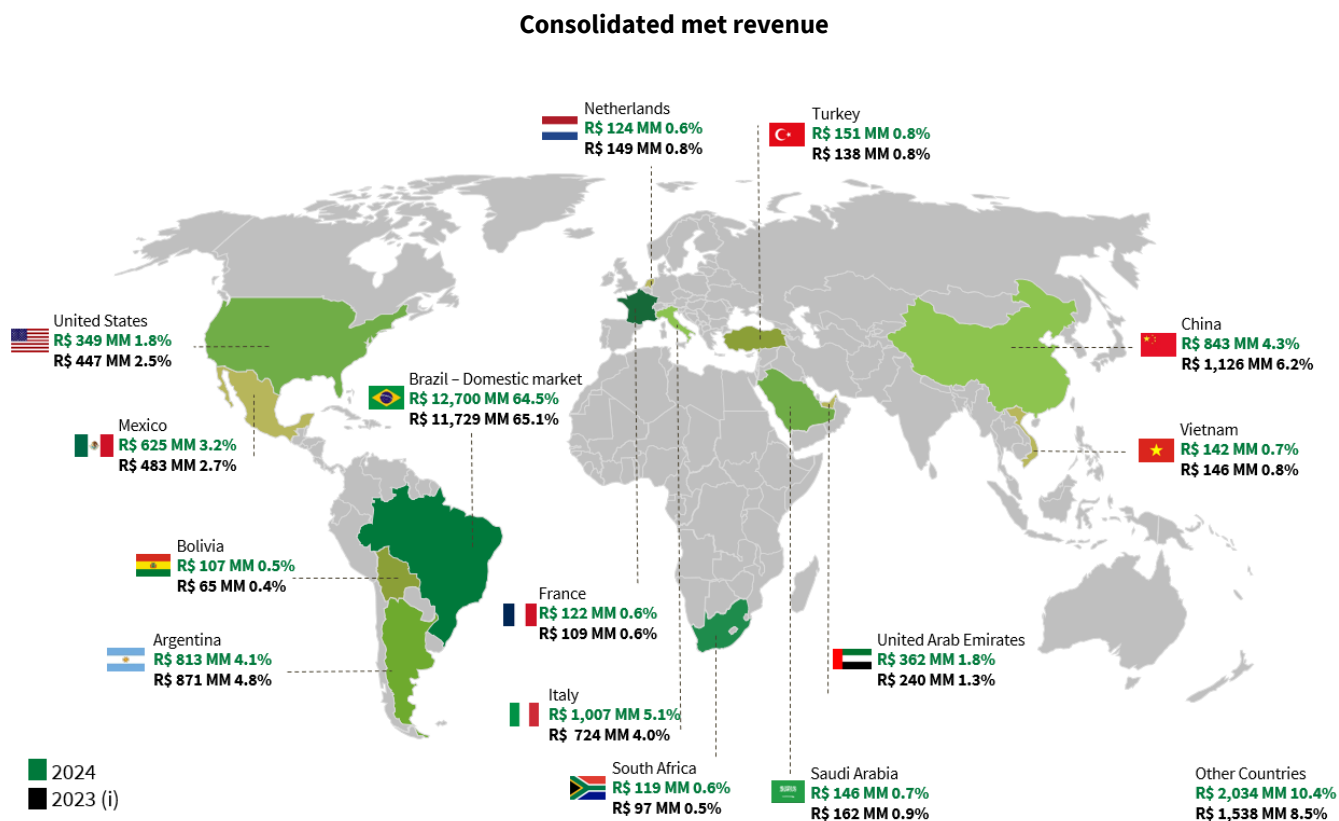 Consolidated met revenue
Netherlands
R$ 124 MM 0.6%
R$ 149 MM 0.8%
Turkey
R$ 151 MM 0.8%
R$ 138 MM 0.8%
United States
R$ 349 MM 1.8%
R$ 447 MM 2.5%
China
R$ 843 MM 4.3%
R$ 1,126 MM 6.2%
Brazil – Domestic market
R$ 12,700 MM 64.5%
R$ 11,729 MM 65.1%
Mexico
R$ 625 MM 3.2%
R$ 483 MM 2.7%
Vietnam
R$ 142 MM 0.7%
R$ 146 MM 0.8%
Bolivia
R$ 107 MM 0.5%
R$ 65 MM 0.4%
France
R$ 122 MM 0.6%
R$ 109 MM 0.6%
Argentina
R$ 813 MM 4.1%
R$ 871 MM 4.8%
United Arab Emirates
R$ 362 MM 1.8%
R$ 240 MM 1.3%
Italy
R$ 1,007 MM 5.1%
R$ 724 MM 4.0%
South Africa
R$ 119 MM 0.6%
R$ 97 MM 0.5%
Saudi Arabia
R$ 146 MM 0.7%
R$ 162 MM 0.9%
Other Countries
R$ 2,034 MM 10.4%
R$ 1,538 MM 8.5%
2024
2023 (i)